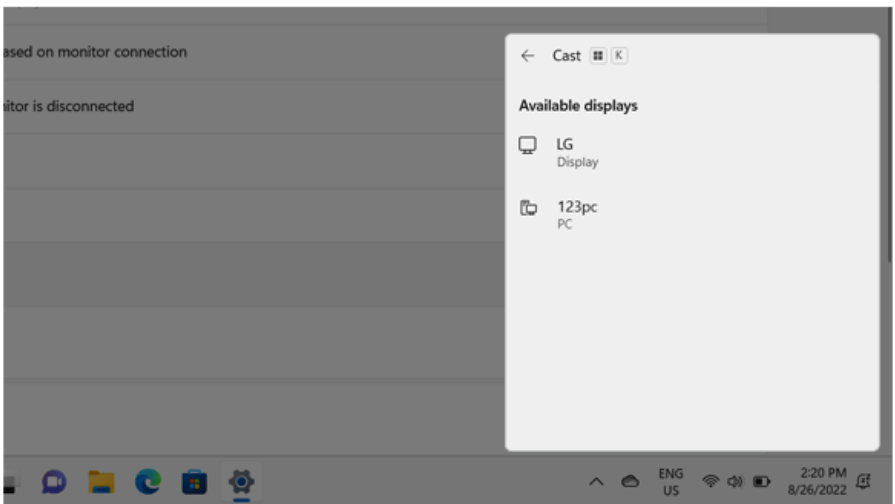 ased on monitor connection
nitor is disconnected
Cast K
Available displays
LG
Display
123pc
PC
ENG
US
2:20 PM
8/26/2022